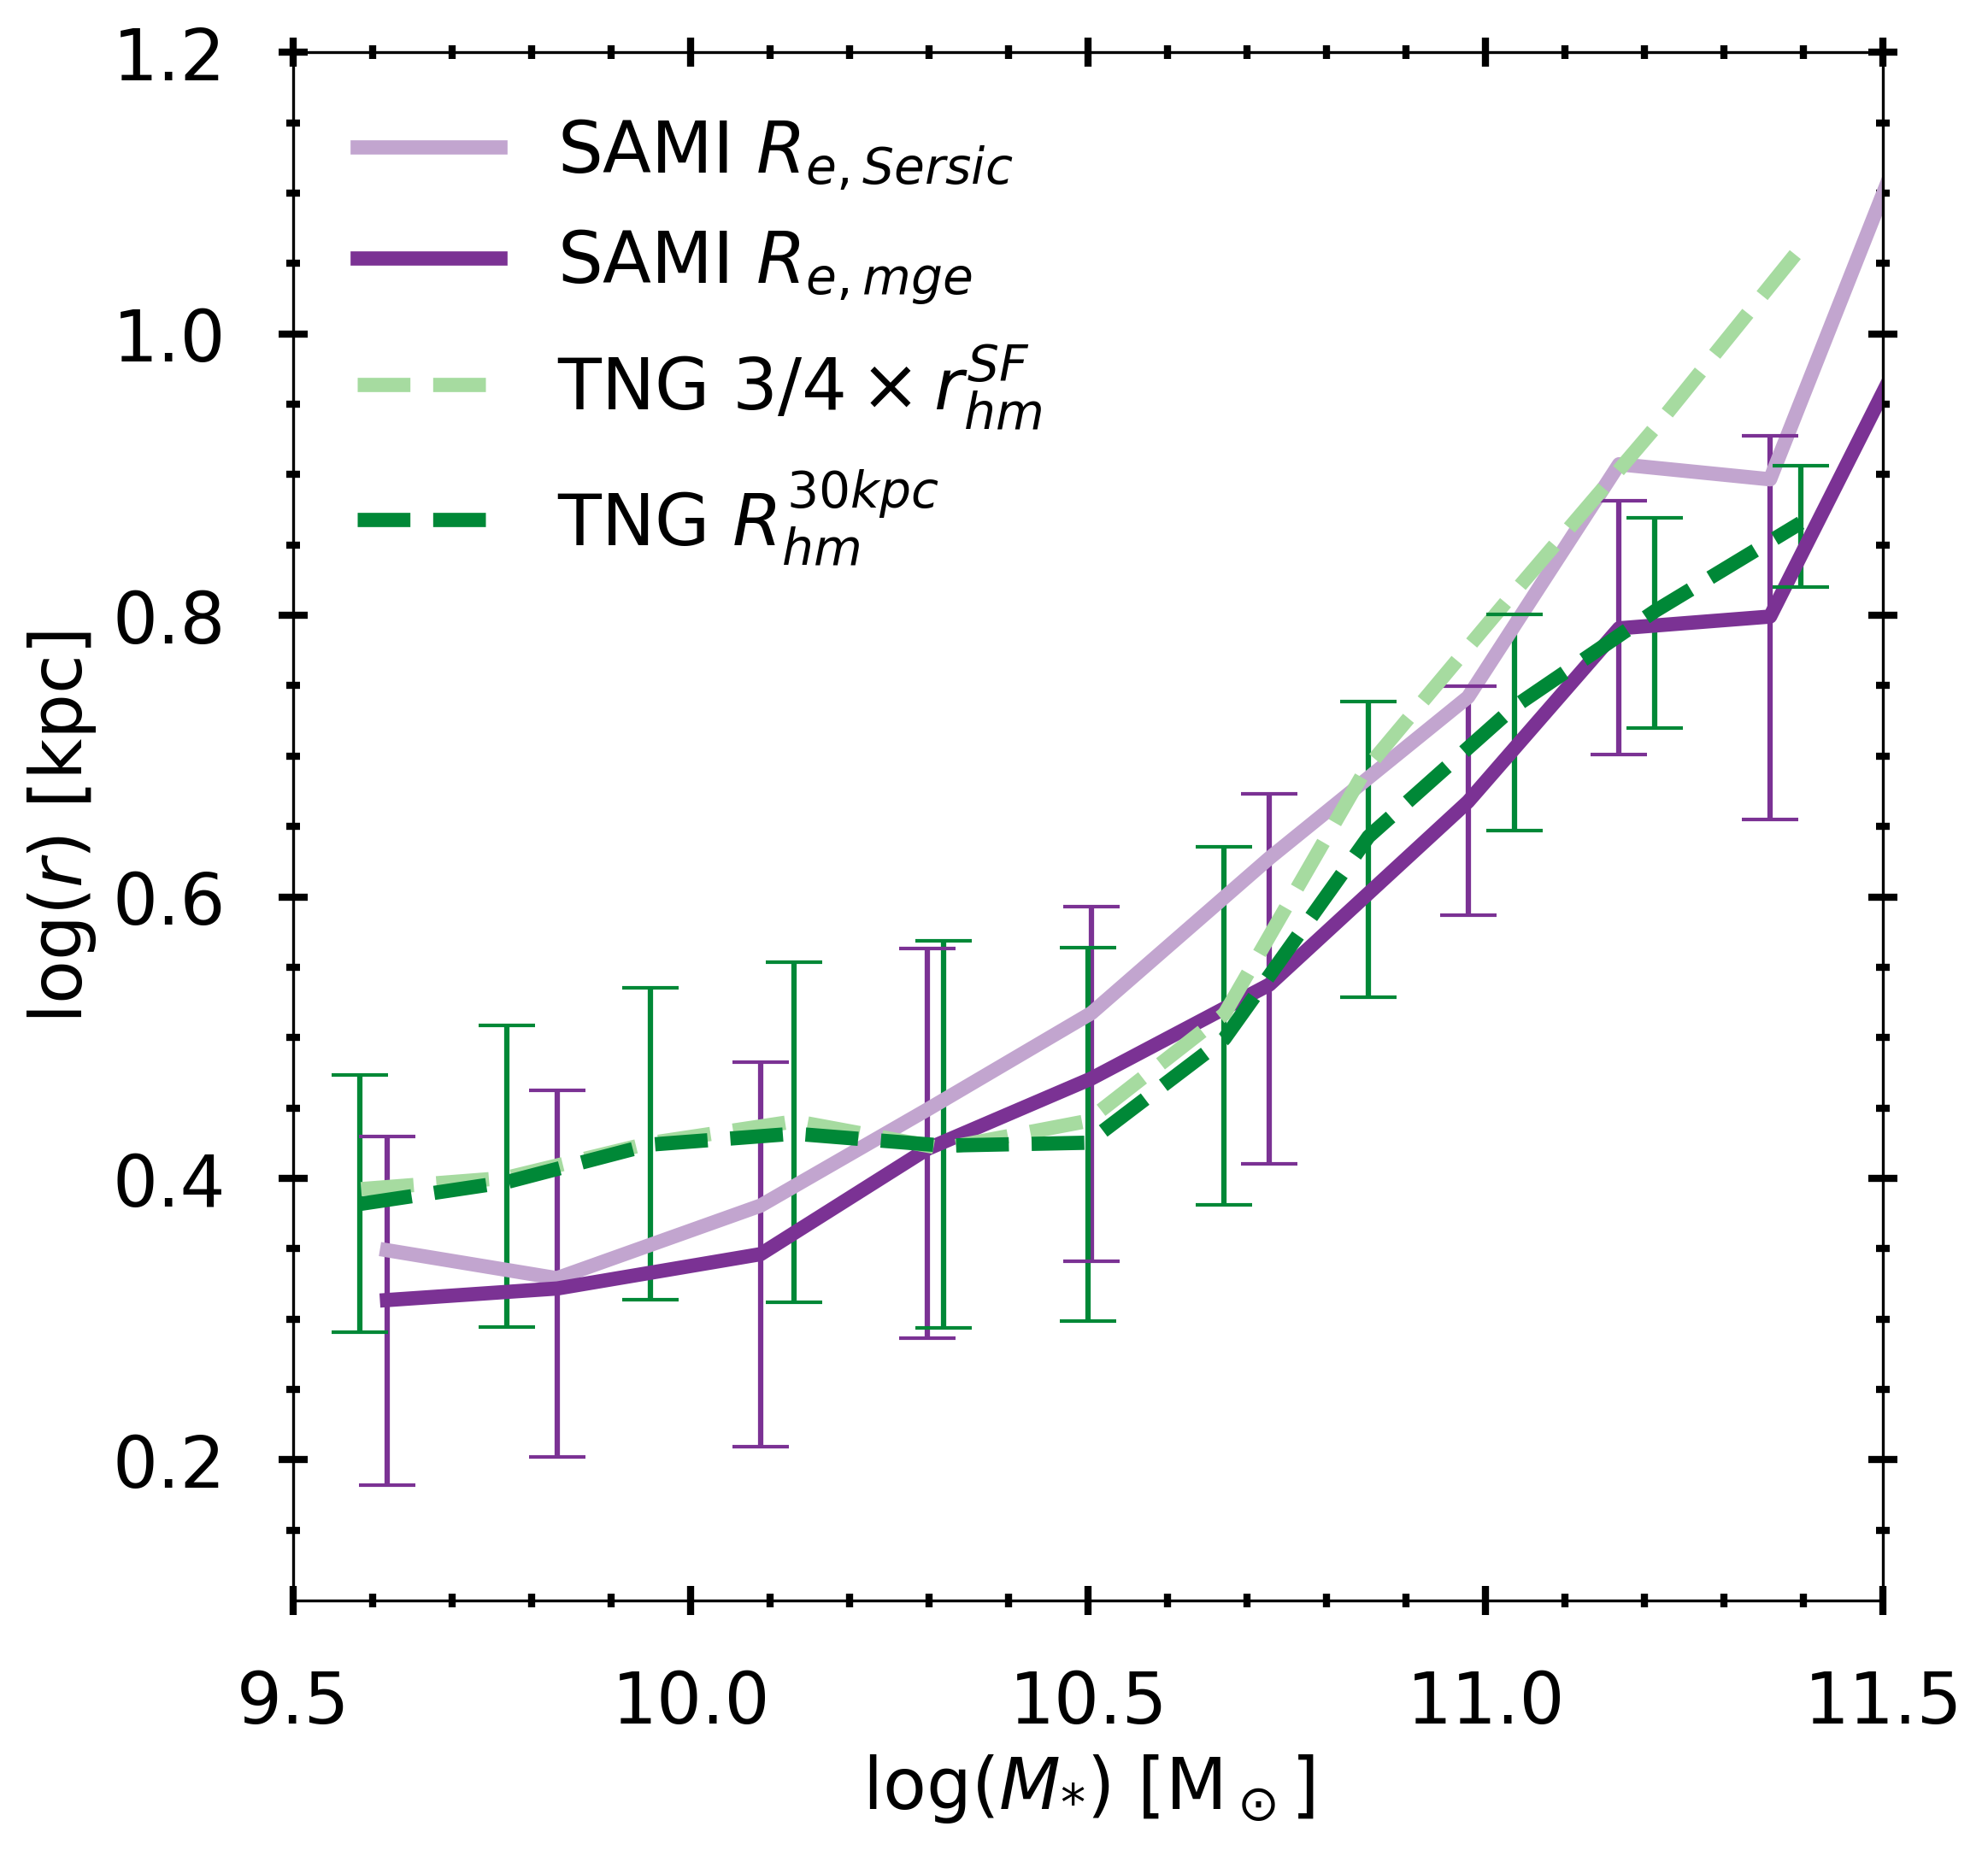 1.2
1.0
0.8
0.6
0.4
0.2
log(r) [kpc]
SAMI R_{e,Sersic}
SAMI R_{e,mge}
TNG 3/4 × r_{hm}^{SF}
TNG R_{hm}^{30kpc}
9.5 10.0 10.5 11.0 11.5
log(M_*) [M_⊙]